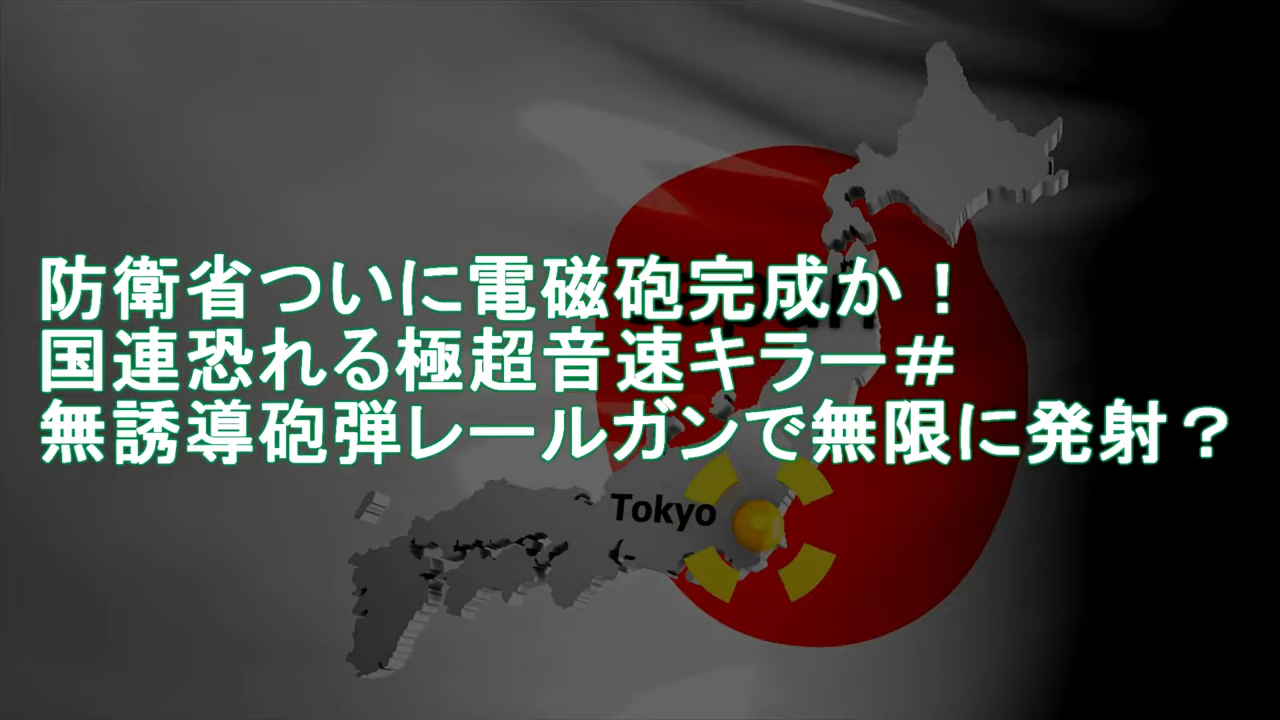 防衛省ついに電磁砲完成か！
国連恐れる極超音速キラー＃
無誘導砲弾レールガンで無限に発射？
Japan
Tokyo